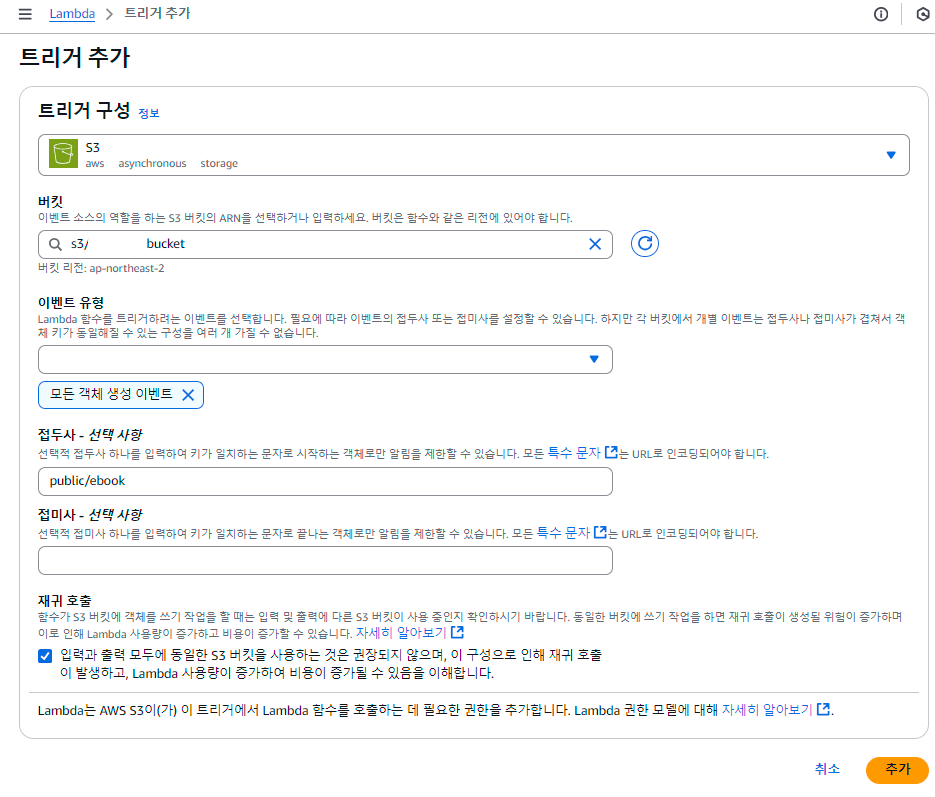 Lambda > 트리거 추가
트리거 추가
트리거 구성 정보
S3
aws asynchronous storage
버킷
이벤트 소스의 역할을 하는 S3 버킷의 ARN을 선택하거나 입력하세요. 버킷은 함수와 같은 리전에 있어야 합니다.
s3/ bucket
버킷 리전: ap-northeast-2
이벤트 유형
Lambda 함수를 트리거하려는 이벤트를 선택합니다. 필요에 따라 이벤트의 접두사 또는 접미사를 설정할 수 있습니다. 하지만 각 버킷에서 개별 이벤트는 접두사나 접미사가 겹쳐서 객
체 키가 동일해질 수 있는 구성을 여러 개 가질 수 없습니다.
모든 객체 생성 이벤트
접두사 - 선택 사항
선택적 접두사 하나를 입력하여 키가 일치하는 문자로 시작하는 객체로만 알림을 제한할 수 있습니다. 모든 특수 문자는 URL로 인코딩되어야 합니다.
public/ebook
접미사 - 선택 사항
선택적 접미사 하나를 입력하여 키가 일치하는 문자로 끝나는 객체로만 알림을 제한할 수 있습니다. 모든 특수 문자는 URL로 인코딩되어야 합니다.
재귀 호출
함수가 S3 버킷에 객체를 쓰기 작업을 할 때는 입력 및 출력에 다른 S3 버킷이 사용 중인지 확인하시기 바랍니다. 동일한 버킷에 쓰기 작업을 하면 재귀 호출이 생성될 위험이 증가하며
이로 인해 Lambda 사용량이 증가하고 비용이 증가할 수 있습니다. 자세히 알아보기
입력과 출력 모두에 동일한 S3 버킷을 사용하는 것은 권장되지 않으며, 이 구성으로 인해 재귀 호출
이 발생하고, Lambda 사용량이 증가하여 비용이 증가될 수 있음을 이해합니다.
Lambda는 AWS S3이(가) 이 트리거에서 Lambda 함수를 호출하는 데 필요한 권한을 추가합니다. Lambda 권한 모델에 대해 자세히 알아보기.
취소 추가